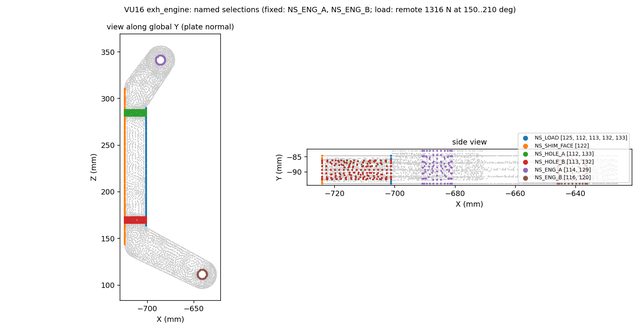 VU16 exh_engine: named selections (fixed: NS_ENG_A, NS_ENG_B; load: remote 1316 N at 150..210 deg)
view along global Y (plate normal)
350
300
250
200
150
100
Z (mm)
−700
−650
X (mm)
side view
−85
−90
Y (mm)
−720
−700
−680
−660
−640
X (mm)
NS_LOAD [125, 112, 113, 132, 133]
NS_SHIM_FACE [122]
NS_HOLE_A [112, 133]
NS_HOLE_B [113, 132]
NS_ENG_A [114, 129]
NS_ENG_B [116, 120]